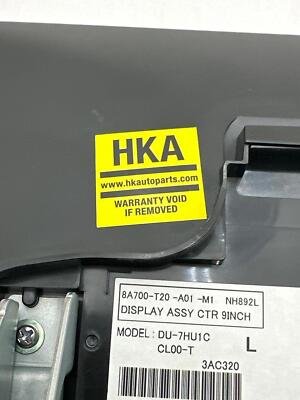 HKA
www.hkautoparts.com
WARRANTY VOID
IF REMOVED
8A700-T20-A01-M1 NH892L
DISPLAY ASSY CTR 9INCH
MODEL: DU-7HU1C L
CL00-T
3AC320